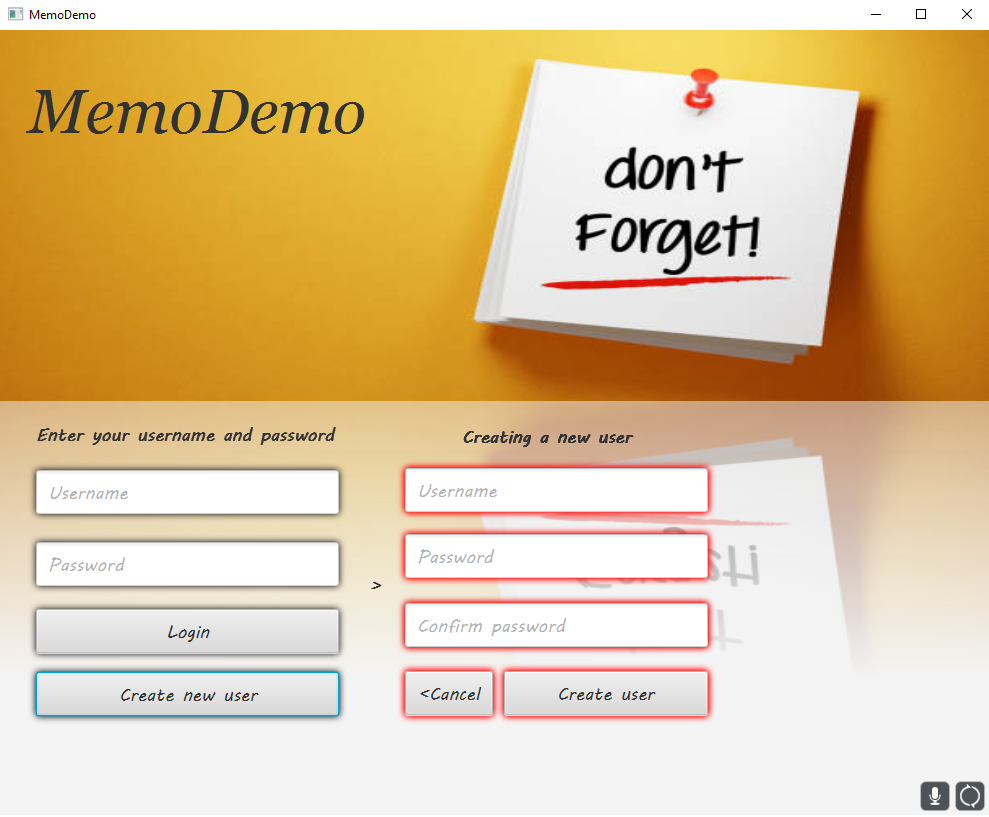 MemoDemo
MemoDemo
don't
Forget!
Enter your username and password
Username
Password
Login
Create new user
>
Creating a new user
Username
Password
Confirm password
<Cancel
Create user